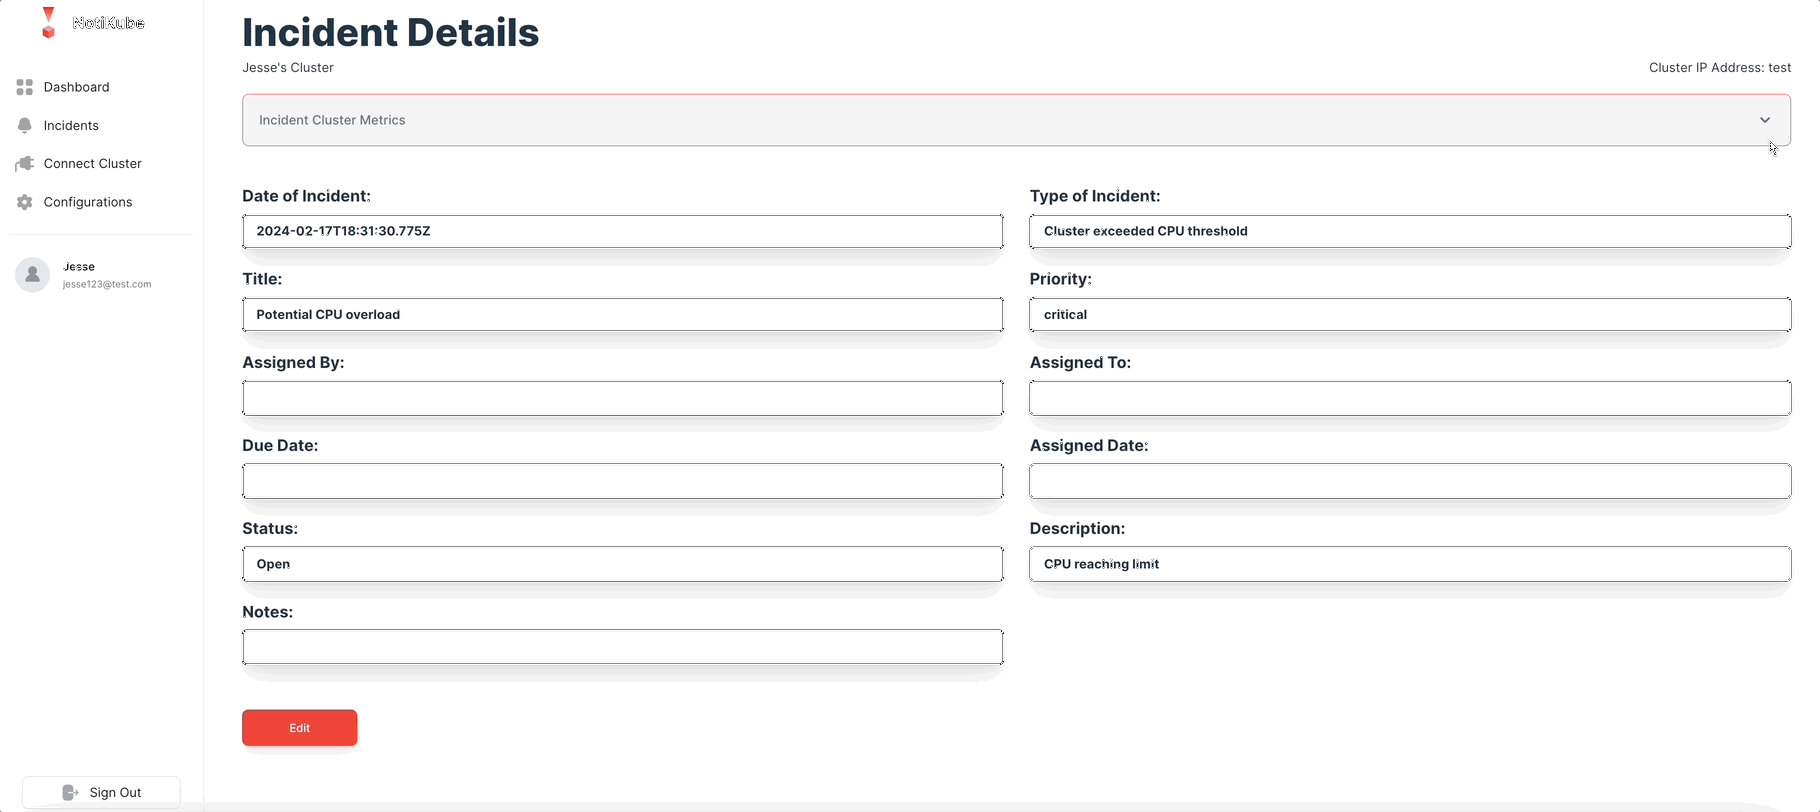 NotiKube
Dashboard
Incidents
Connect Cluster
Configurations
Jesse
jesse123@test.com
Sign Out
Incident Details
Jesse's Cluster
Cluster IP Address: test
Incident Cluster Metrics
Date of Incident:
2024-02-17T18:31:30.775Z
Type of Incident:
Cluster exceeded CPU threshold
Title:
Potential CPU overload
Priority:
critical
Assigned By:
Assigned To:
Due Date:
Assigned Date:
Status:
Open
Description:
CPU reaching limit
Notes:
Edit